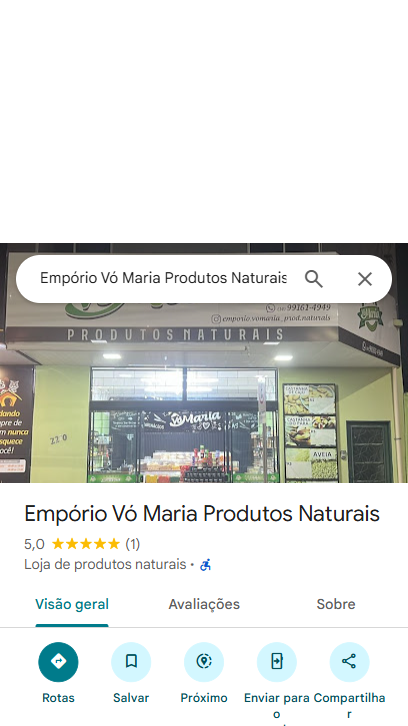 Empório Vó Maria Produtos Naturais
99161-4949
emporio.vomaria_prod.naturais
PRODUTOS NATURAIS
VóMaria
AVEIA
Empório Vó Maria Produtos Naturais
5,0 ★★★★★ (1)
Loja de produtos naturais ·
Visão geral
Avaliações
Sobre
Rotas
Salvar
Próximo
Enviar para o
Compartilhar